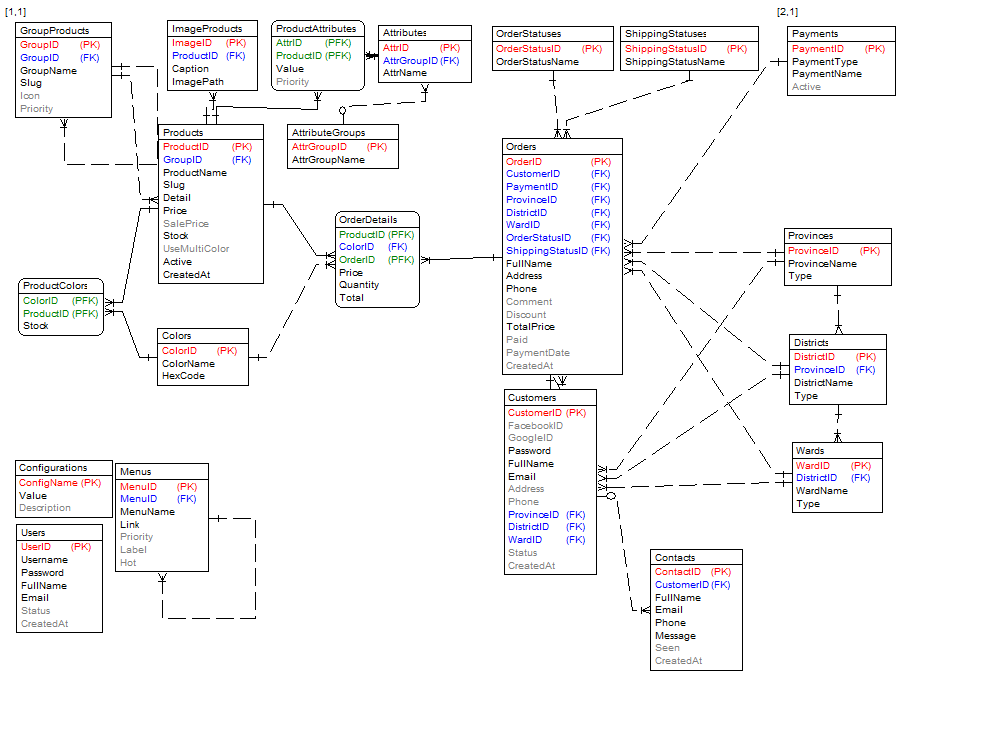 [1,1]
[2,1]
GroupProducts
GroupID (PK)
GroupID (FK)
GroupName
Slug
Icon
Priority
ImageProducts
ImageID (PK)
ProductID (FK)
Caption
ImagePath
ProductAttributes
AttrID (PFK)
ProductID (PFK)
Value
Priority
Attributes
AttrID (PK)
AttrGroupID (FK)
AttrName
OrderStatuses
OrderStatusID (PK)
OrderStatusName
ShippingStatuses
ShippingStatusID (PK)
ShippingStatusName
Payments
PaymentID (PK)
PaymentType
PaymentName
Active
Products
ProductID (PK)
GroupID (FK)
ProductName
Slug
Detail
Price
SalePrice
Stock
UseMultiColor
Active
CreatedAt
AttributeGroups
AttrGroupID (PK)
AttrGroupName
Orders
OrderID (PK)
CustomerID (FK)
PaymentID (FK)
ProvinceID (FK)
DistrictID (FK)
WardID (FK)
OrderStatusID (FK)
ShippingStatusID (FK)
FullName
Address
Phone
Comment
Discount
TotalPrice
Paid
PaymentDate
CreatedAt
OrderDetails
ProductID (PFK)
ColorID (FK)
OrderID (PFK)
Price
Quantity
Total
Provinces
ProvinceID (PK)
ProvinceName
Type
ProductColors
ColorID (PFK)
ProductID (PFK)
Stock
Colors
ColorID (PK)
ColorName
HexCode
Districts
DistrictID (PK)
ProvinceID (FK)
DistrictName
Type
Customers
CustomerID (PK)
FacebookID
GoogleID
Password
FullName
Email
Address
Phone
ProvinceID (FK)
DistrictID (FK)
WardID (FK)
Status
CreatedAt
Wards
WardID (PK)
DistrictID (FK)
WardName
Type
Configurations
ConfigName (PK)
Value
Description
Menus
MenuID (PK)
MenuID (FK)
MenuName
Link
Priority
Label
Hot
Users
UserID (PK)
Username
Password
FullName
Email
Status
CreatedAt
Contacts
ContactID (PK)
CustomerID (FK)
FullName
Email
Phone
Message
Seen
CreatedAt